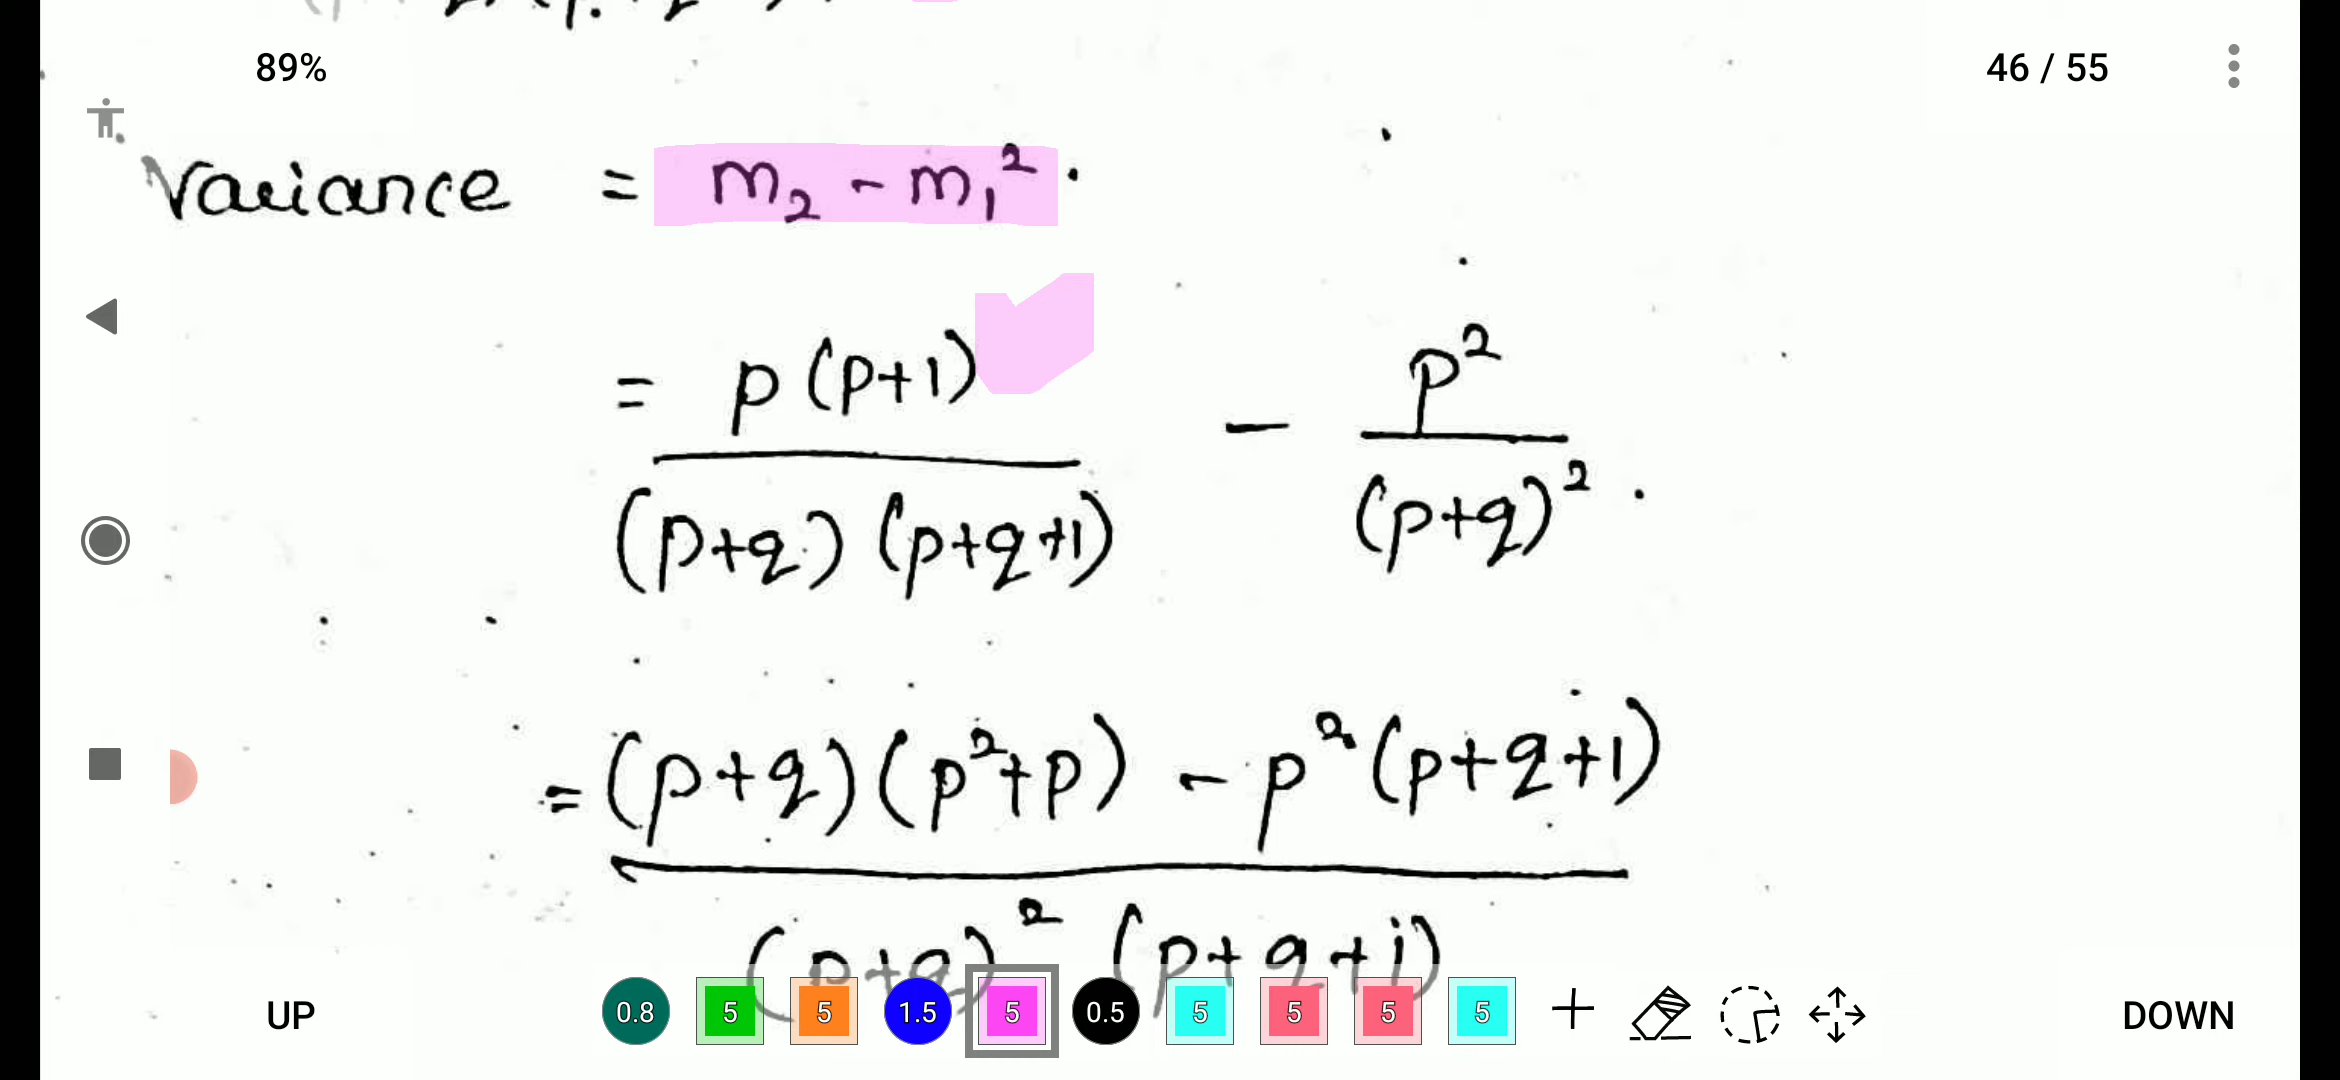 89%
46 / 55
Variance = m₂ - m₁².
= p(p+1) / (p+q)(p+q+1) - p² / (p+q)².
= (p+q)(p²+p) - p²(p+q+1) / (p+q)² (p+q+1)
UP 0.8 5 5 1.5 5 0.5 5 5 5 5 + DOWN